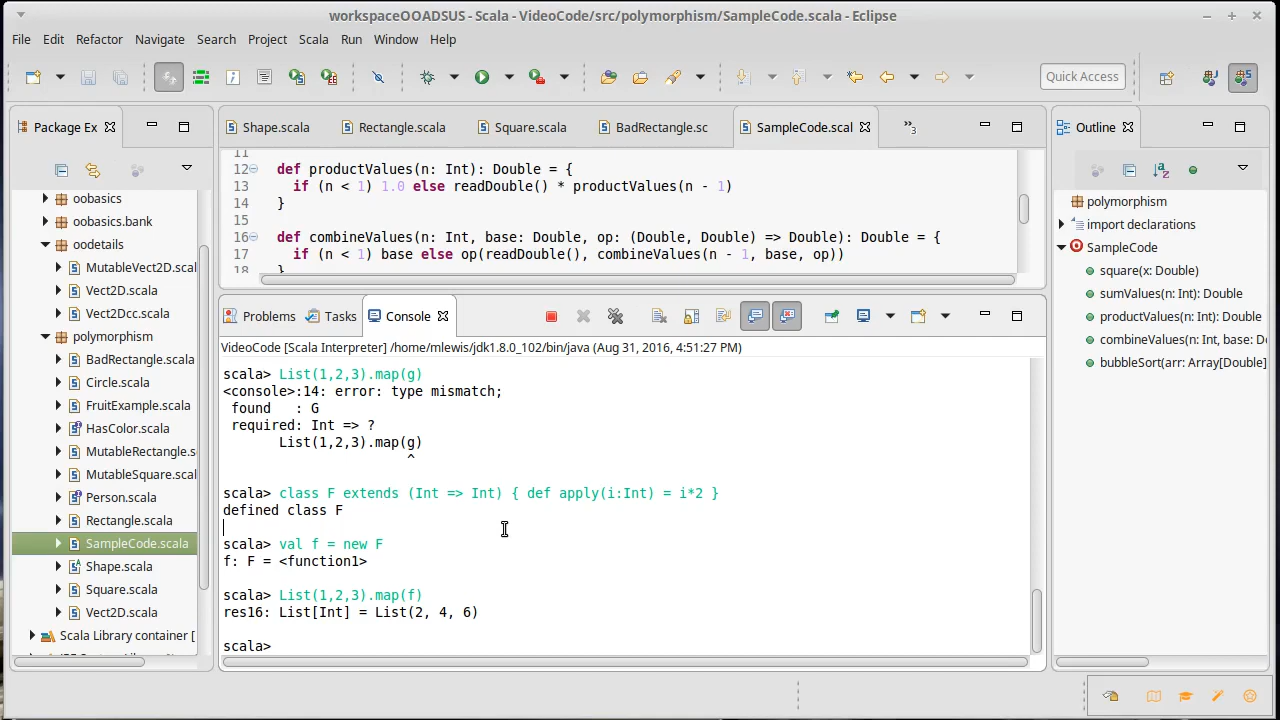 workspaceOOADSUS - Scala - VideoCode/src/polymorphism/SampleCode.scala - Eclipse
File Edit Refactor Navigate Search Project Scala Run Window Help
Quick Access
Package Ex
oobasics
oobasics.bank
oodetails
MutableVect2D.scal
Vect2D.scala
Vect2Dcc.scala
polymorphism
BadRectangle.scala
Circle.scala
FruitExample.scala
HasColor.scala
MutableRectangle.s
MutableSquare.scala
Person.scala
Rectangle.scala
SampleCode.scala
Shape.scala
Square.scala
Vect2D.scala
Scala Library container [
Shape.scala Rectangle.scala Square.scala BadRectangle.sc SampleCode.scal
11
12 def productValues(n: Int): Double = {
13 if (n < 1) 1.0 else readDouble() * productValues(n - 1)
14 }
15
16 def combineValues(n: Int, base: Double, op: (Double, Double) => Double): Double = {
17 if (n < 1) base else op(readDouble(), combineValues(n - 1, base, op))
18 }
Problems Tasks Console
VideoCode [Scala Interpreter] /home/mlewis/jdk1.8.0_102/bin/java (Aug 31, 2016, 4:51:27 PM)
scala> List(1,2,3).map(g)
<console>:14: error: type mismatch;
found : G
required: Int => ?
List(1,2,3).map(g)
^
scala> class F extends (Int => Int) { def apply(i:Int) = i*2 }
defined class F
scala> val f = new F
f: F = <function1>
scala> List(1,2,3).map(f)
res16: List[Int] = List(2, 4, 6)
scala>
Outline
polymorphism
import declarations
SampleCode
square(x: Double)
sumValues(n: Int): Double
productValues(n: Int): Double
combineValues(n: Int, base: Do
bubbleSort(arr: Array[Double]